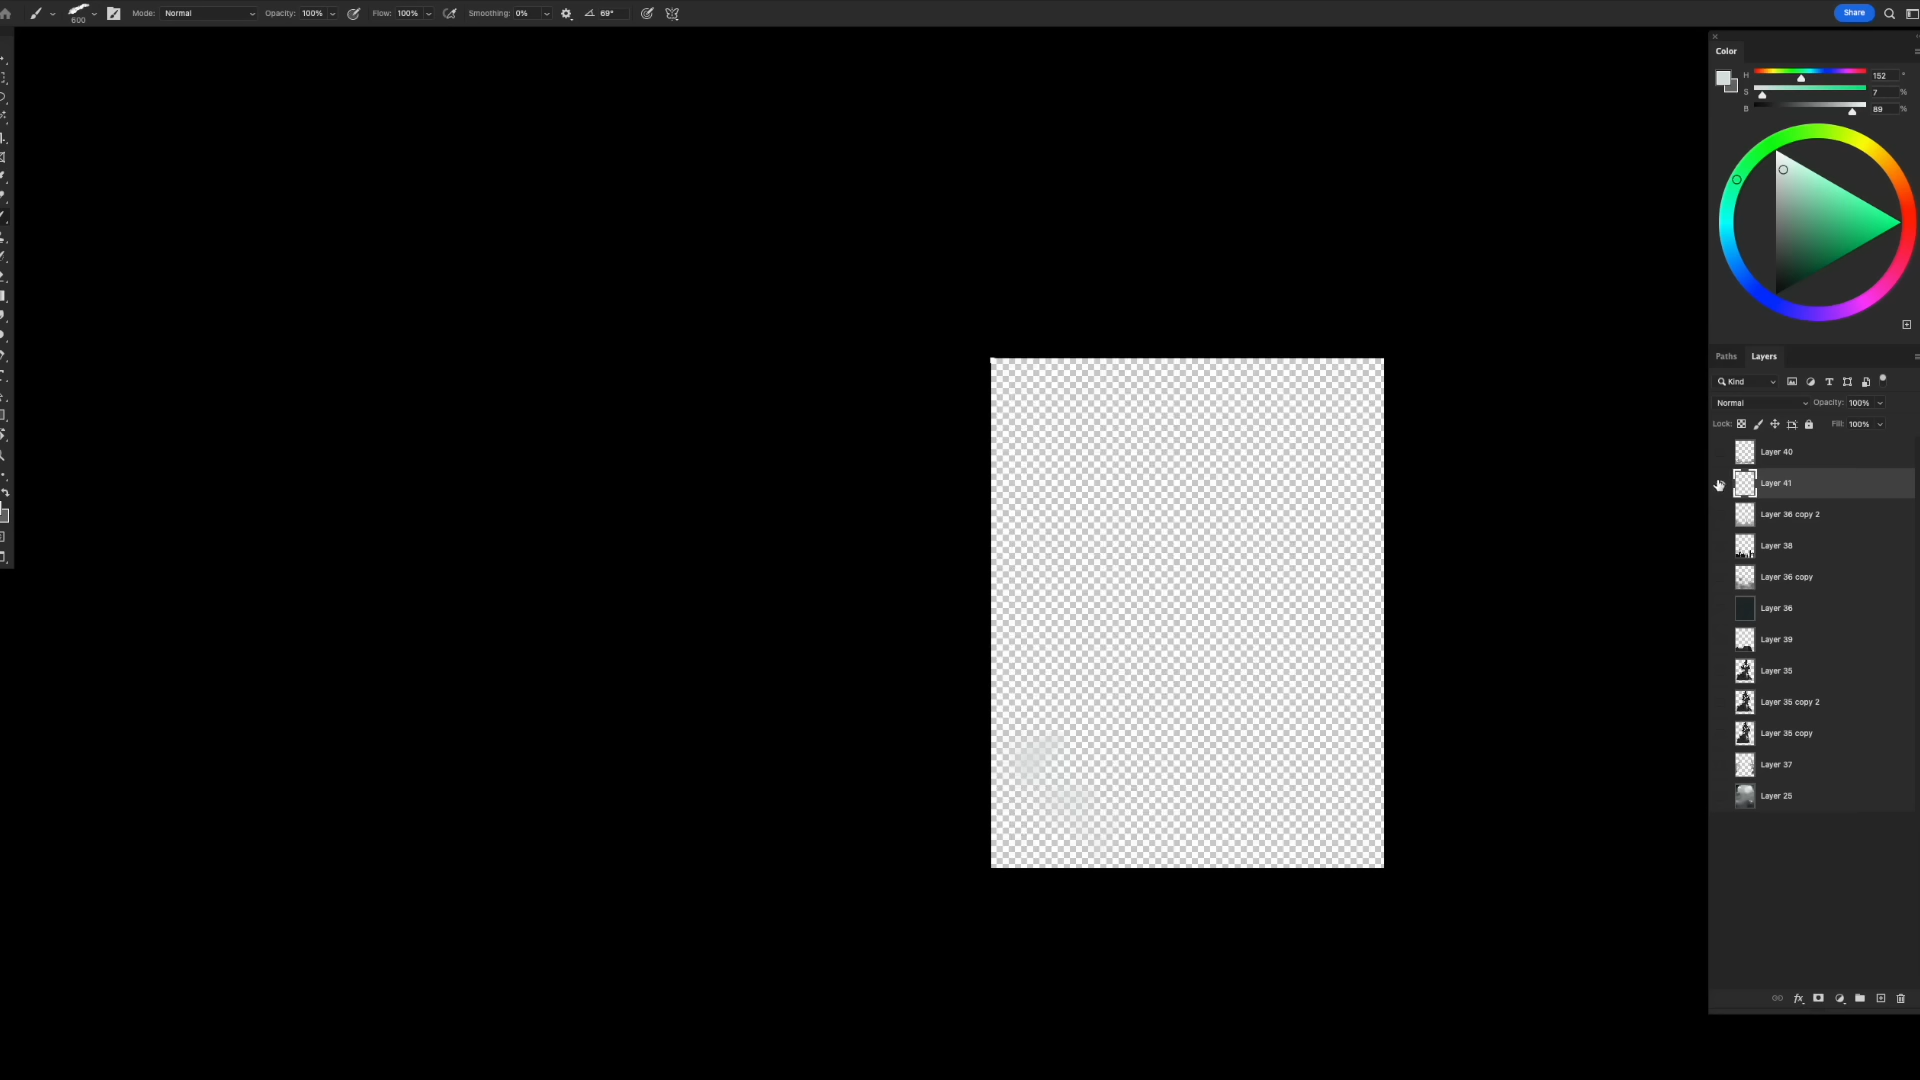 600
Mode: Normal Opacity: 100% Flow: 100% Smoothing: 0% 69° Share
Color
H 152 °
S 7 %
B 89 %
Paths Layers
Kind
Normal Opacity: 100%
Lock: Fill: 100%
Layer 40
Layer 41
Layer 36 copy 2
Layer 38
Layer 36 copy
Layer 36
Layer 39
Layer 35
Layer 35 copy 2
Layer 35 copy
Layer 37
Layer 25
fx